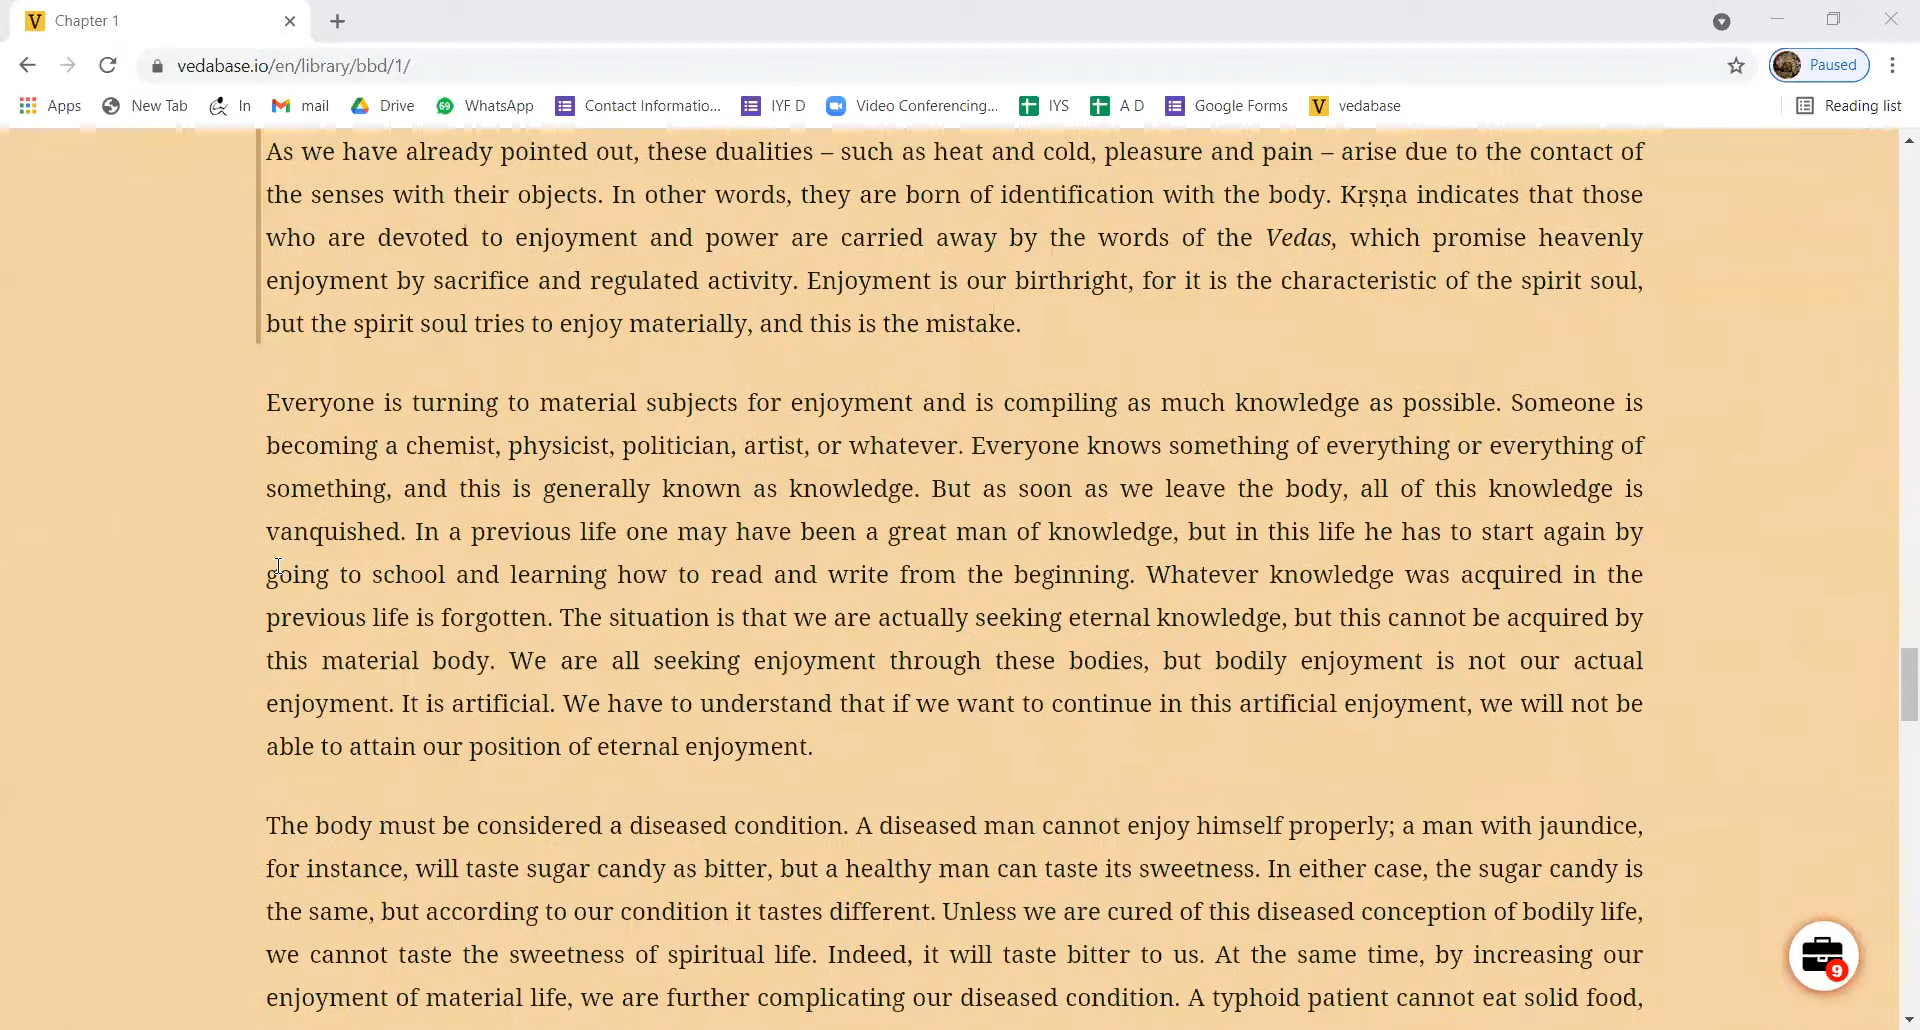 Chapter 1
vedabase.io/en/library/bbd/1/
Paused
Apps New Tab In mail Drive WhatsApp Contact Informatio... IYF D Video Conferencing... IYS A D Google Forms vedabase Reading list
As we have already pointed out, these dualities – such as heat and cold, pleasure and pain – arise due to the contact of
the senses with their objects. In other words, they are born of identification with the body. Kṛṣṇa indicates that those
who are devoted to enjoyment and power are carried away by the words of the Vedas, which promise heavenly
enjoyment by sacrifice and regulated activity. Enjoyment is our birthright, for it is the characteristic of the spirit soul,
but the spirit soul tries to enjoy materially, and this is the mistake.
Everyone is turning to material subjects for enjoyment and is compiling as much knowledge as possible. Someone is
becoming a chemist, physicist, politician, artist, or whatever. Everyone knows something of everything or everything of
something, and this is generally known as knowledge. But as soon as we leave the body, all of this knowledge is
vanquished. In a previous life one may have been a great man of knowledge, but in this life he has to start again by
going to school and learning how to read and write from the beginning. Whatever knowledge was acquired in the
previous life is forgotten. The situation is that we are actually seeking eternal knowledge, but this cannot be acquired by
this material body. We are all seeking enjoyment through these bodies, but bodily enjoyment is not our actual
enjoyment. It is artificial. We have to understand that if we want to continue in this artificial enjoyment, we will not be
able to attain our position of eternal enjoyment.
The body must be considered a diseased condition. A diseased man cannot enjoy himself properly; a man with jaundice,
for instance, will taste sugar candy as bitter, but a healthy man can taste its sweetness. In either case, the sugar candy is
the same, but according to our condition it tastes different. Unless we are cured of this diseased conception of bodily life,
we cannot taste the sweetness of spiritual life. Indeed, it will taste bitter to us. At the same time, by increasing our
enjoyment of material life, we are further complicating our diseased condition. A typhoid patient cannot eat solid food,
9